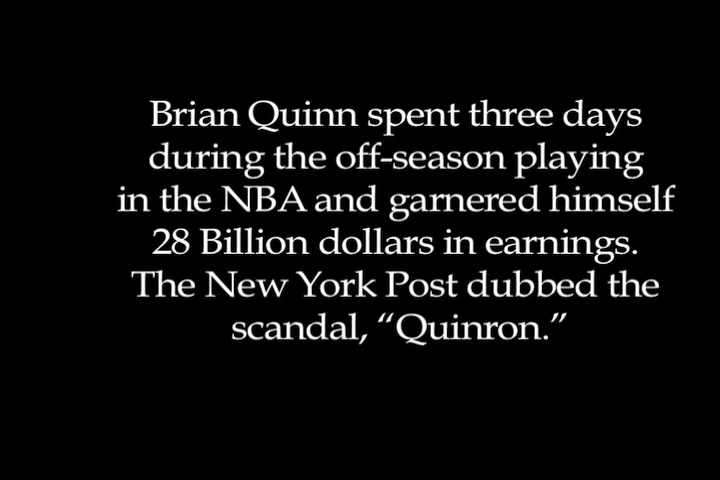 Brian Quinn spent three days
during the off-season playing
in the NBA and garnered himself
28 Billion dollars in earnings.
The New York Post dubbed the
scandal, “Quinron.”